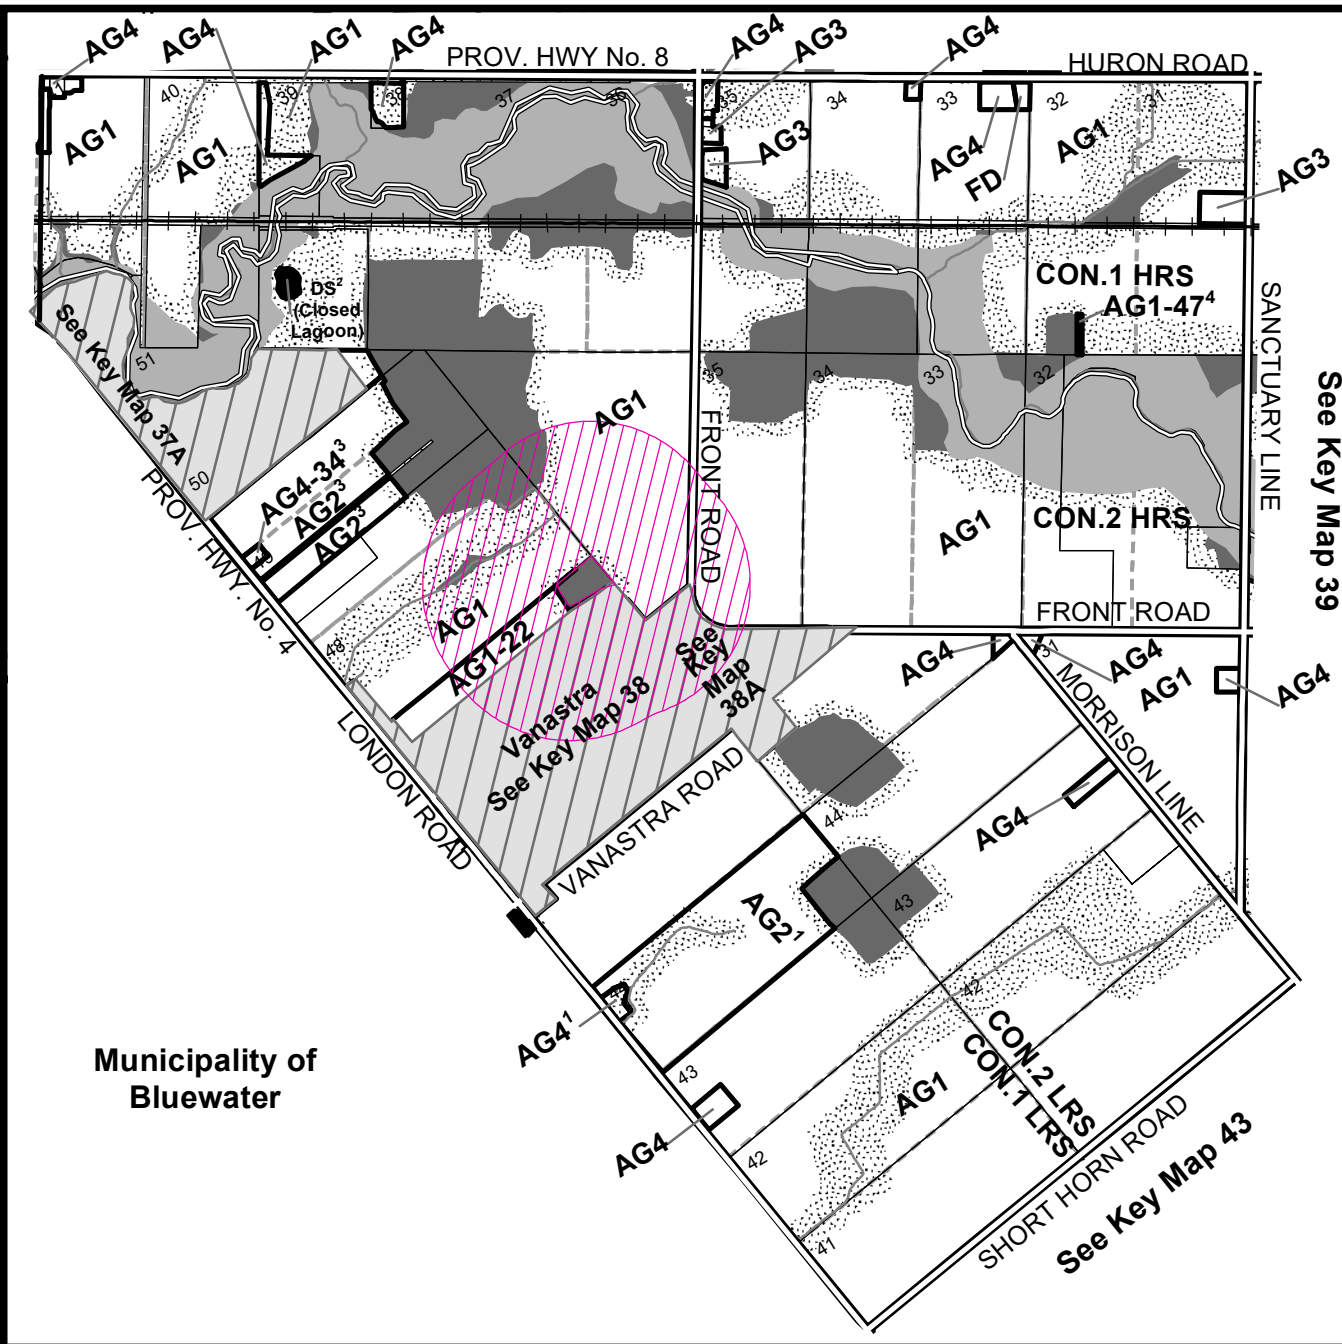 AG4
AG4
AG1
AG4
PROV. HWY No. 8
AG4
AG3
AG4
HURON ROAD
40
39
38
37
36
35
34
33
32
31
AG1
AG1
AG3
AG4
FD
AG1
AG3
DS²
(Closed
Lagoon)
CON.1 HRS
AG1-47⁴
SANCTUARY LINE
See Key Map 39
See Key Map 37A
51
50
35
34
33
32
AG1
FRONT ROAD
AG4-34³
AG2³
AG2³
PROV. HWY. No. 4
49
48
AG1
CON.2 HRS
AG1
AG1-22
FRONT ROAD
See
Key
Map
38A
Vanastra
See Key Map 38
AG4
31
AG4
AG1
AG4
MORRISON LINE
LONDON ROAD
VANASTRA ROAD
44
AG4
AG2¹
43
42
AG4¹
43
AG4
42
41
AG1
CON.2 LRS
CON.1 LRS
SHORT HORN ROAD
See Key Map 43
Municipality of
Bluewater